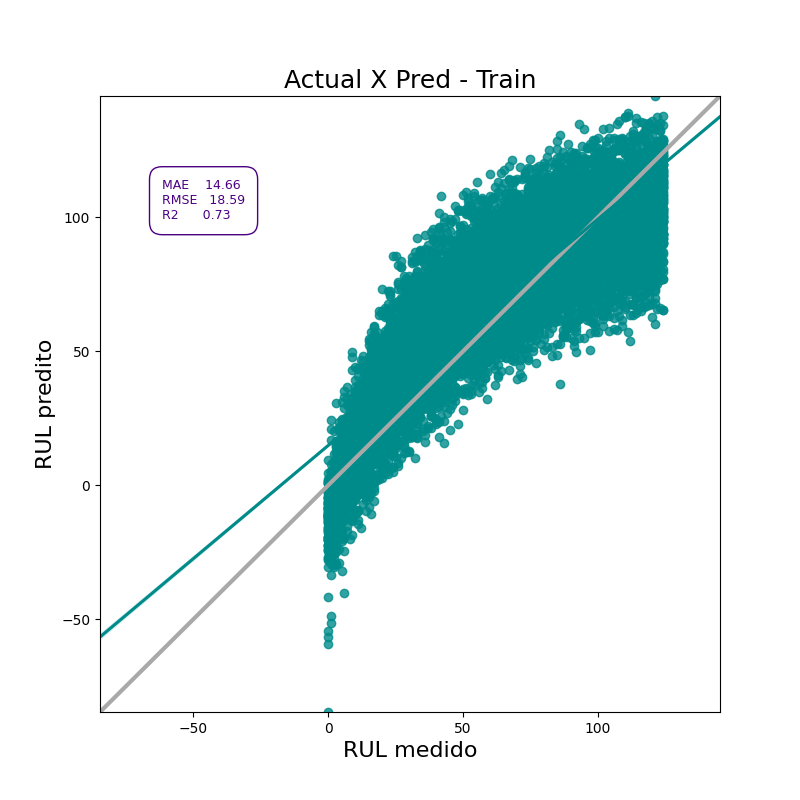 Actual X Pred - Train
MAE 14.66
RMSE 18.59
R2 0.73
100
50
0
−50
RUL predito
−50 0 50 100
RUL medido